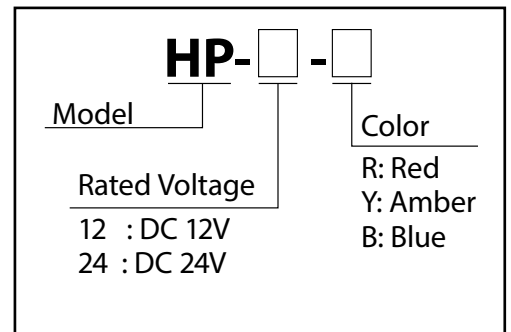 HP-□ -□
Model
Rated Voltage
12 : DC 12V
24 : DC 24V
Color
R: Red
Y: Amber
B: Blue